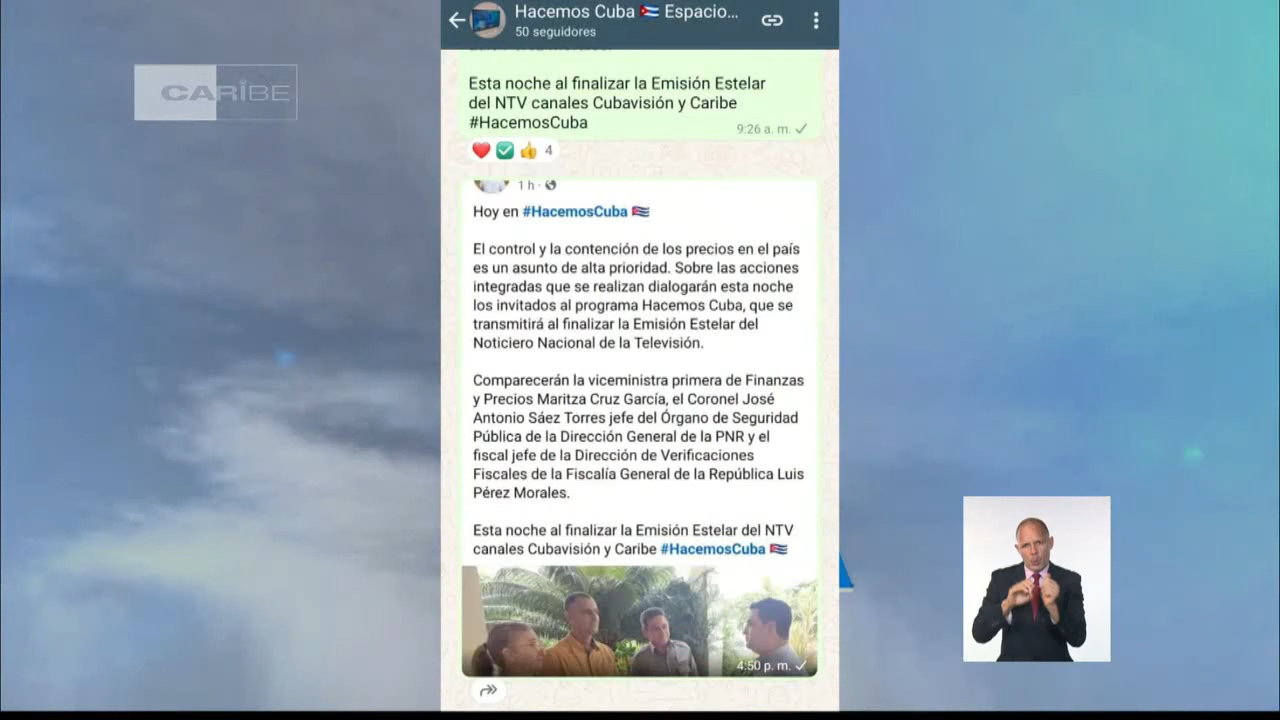 Hacemos Cuba 🇨🇺 Espacio...
50 seguidores
CARIBE
Esta noche al finalizar la Emisión Estelar
del NTV canales Cubavisión y Caribe
#HacemosCuba
9:26 a. m.
4
1 h ·
Hoy en #HacemosCuba 🇨🇺
El control y la contención de los precios en el país
es un asunto de alta prioridad. Sobre las acciones
integradas que se realizan dialogarán esta noche
los invitados al programa Hacemos Cuba, que se
transmitirá al finalizar la Emisión Estelar del
Noticiero Nacional de la Televisión.
Comparecerán la viceministra primera de Finanzas
y Precios Maritza Cruz García, el Coronel José
Antonio Sáez Torres jefe del Órgano de Seguridad
Pública de la Dirección General de la PNR y el
fiscal jefe de la Dirección de Verificaciones
Fiscales de la Fiscalía General de la República Luis
Pérez Morales.
Esta noche al finalizar la Emisión Estelar del NTV
canales Cubavisión y Caribe #HacemosCuba 🇨🇺
4:50 p. m.